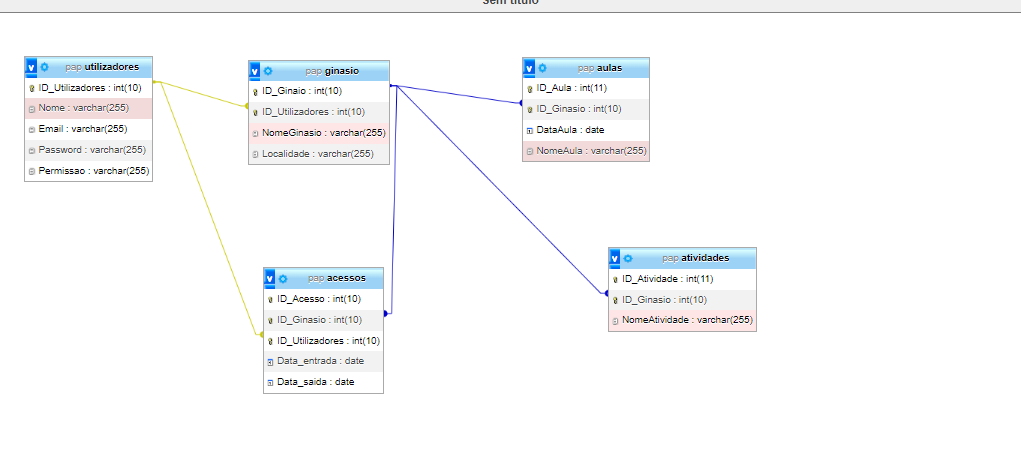 Sem título
pap utilizadores
ID_Utilizadores : int(10)
Nome : varchar(255)
Email : varchar(255)
Password : varchar(255)
Permissao : varchar(255)
pap ginasio
ID_Ginaio : int(10)
ID_Utilizadores : int(10)
NomeGinasio : varchar(255)
Localidade : varchar(255)
pap aulas
ID_Aula : int(11)
ID_Ginasio : int(10)
DataAula : date
NomeAula : varchar(255)
pap acessos
ID_Acesso : int(10)
ID_Ginasio : int(10)
ID_Utilizadores : int(10)
Data_entrada : date
Data_saida : date
pap atividades
ID_Atividade : int(11)
ID_Ginasio : int(10)
NomeAtividade : varchar(255)